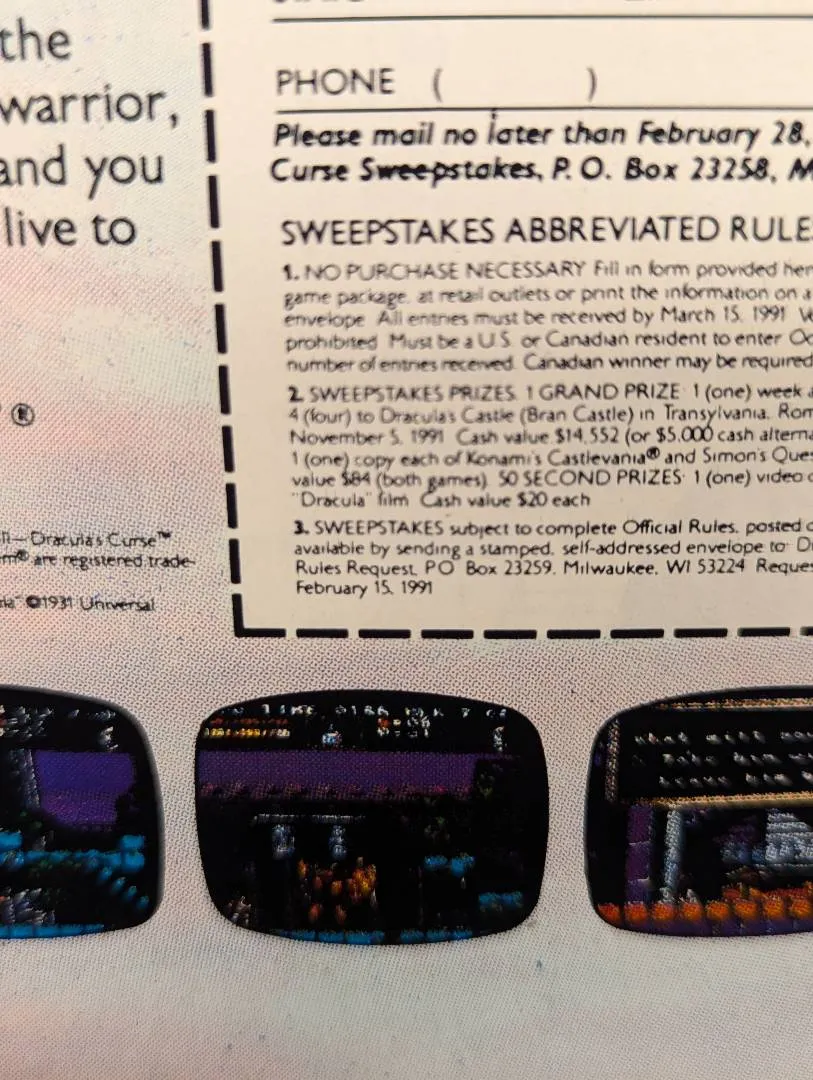 the
warrior,
and you
live to
®
II—Dracula's Curse™
m® are registered trade-
©1931 Universal
PHONE ( )
Please mail no later than February 28,
Curse Sweepstakes, P. O. Box 23258, M
SWEEPSTAKES ABBREVIATED RULE
1. NO PURCHASE NECESSARY Fill in form provided her
game package, at retail outlets or print the information on a
envelope All entries must be received by March 15, 1991 V
prohibited Must be a U.S. or Canadian resident to enter Od
number of entries received. Canadian winner may be required
2. SWEEPSTAKES PRIZES. 1 GRAND PRIZE: 1 (one) week a
4 (four) to Dracula's Castle (Bran Castle) in Transylvania, Rom
November 5, 1991 Cash value $14,552 (or $5,000 cash alterna
1 (one) copy each of Konami's Castlevania® and Simon's Ques
value $84 (both games). 50 SECOND PRIZES: 1 (one) video c
"Dracula" film Cash value $20 each
3. SWEEPSTAKES subject to complete Official Rules, posted o
available by sending a stamped, self-addressed envelope to: D
Rules Request, PO Box 23259, Milwaukee, WI 53224 Reques
February 15, 1991